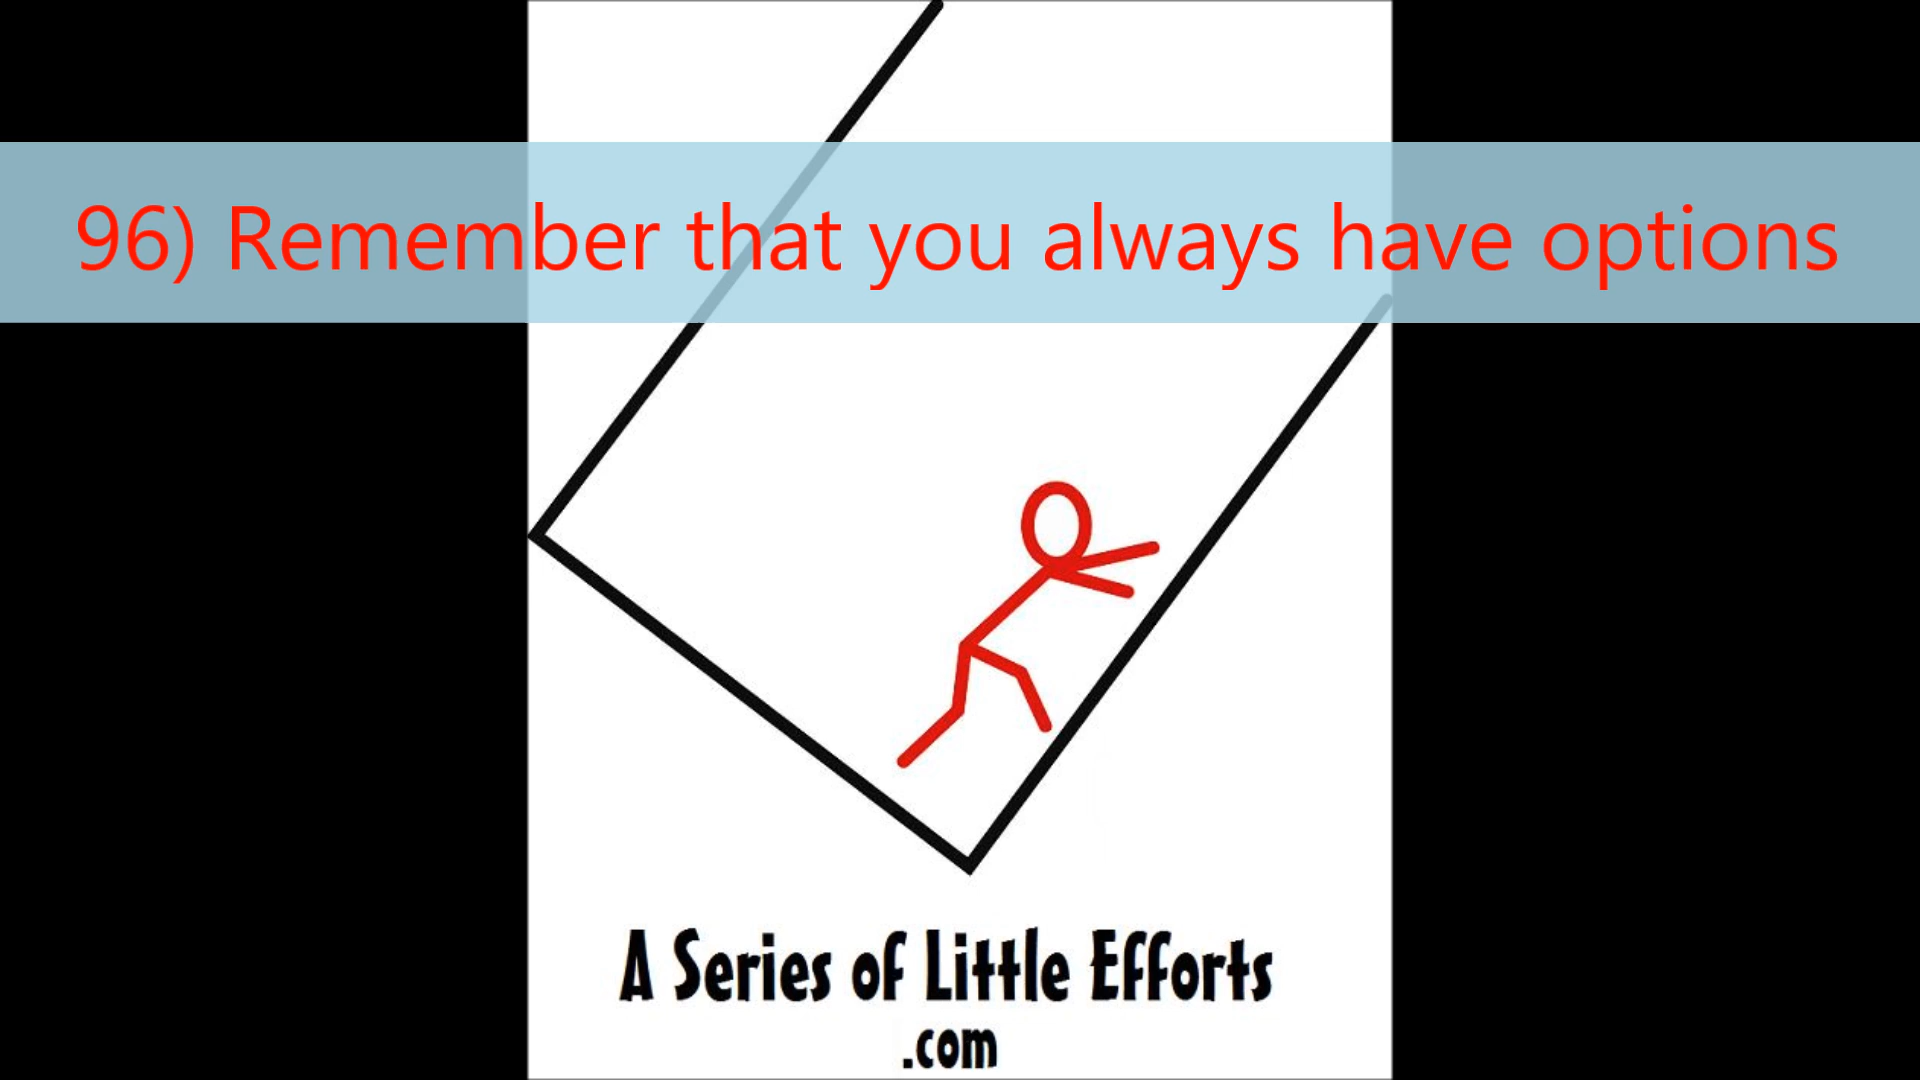 96) Remember that you always have options
A Series of Little Efforts
.com